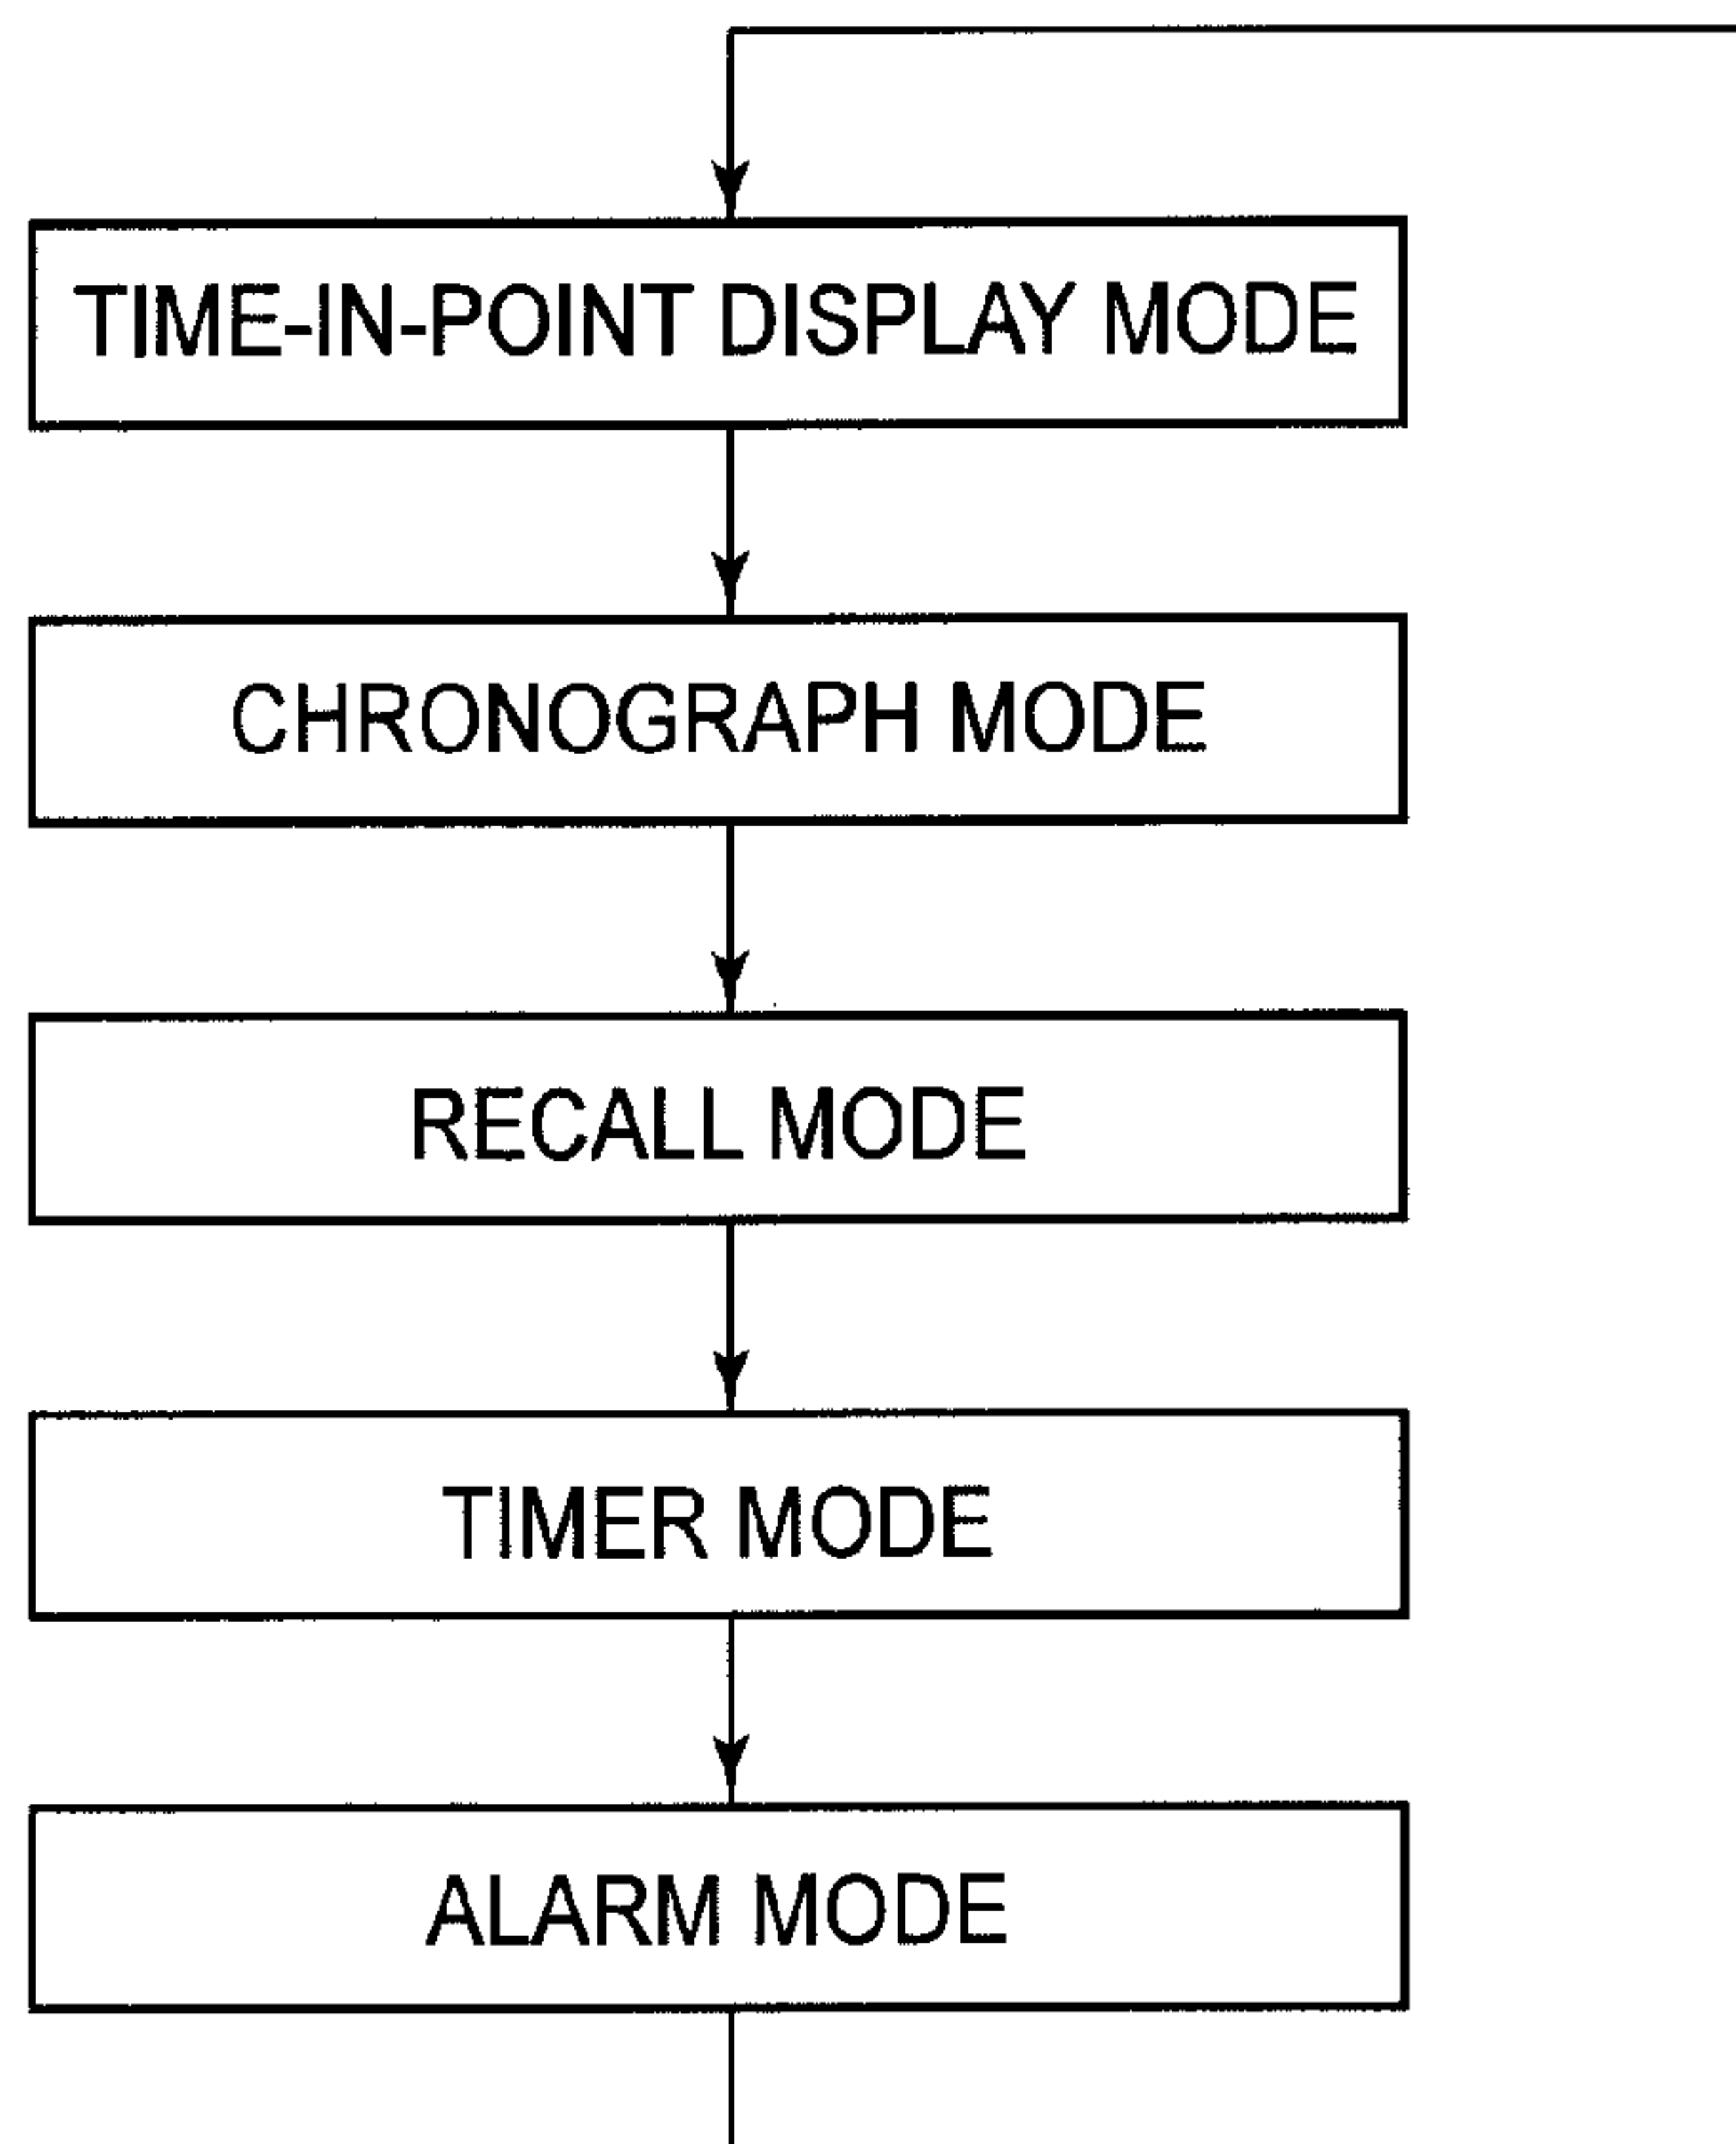 TIME-IN-POINT DISPLAY MODE
CHRONOGRAPH MODE
RECALL MODE
TIMER MODE
ALARM MODE